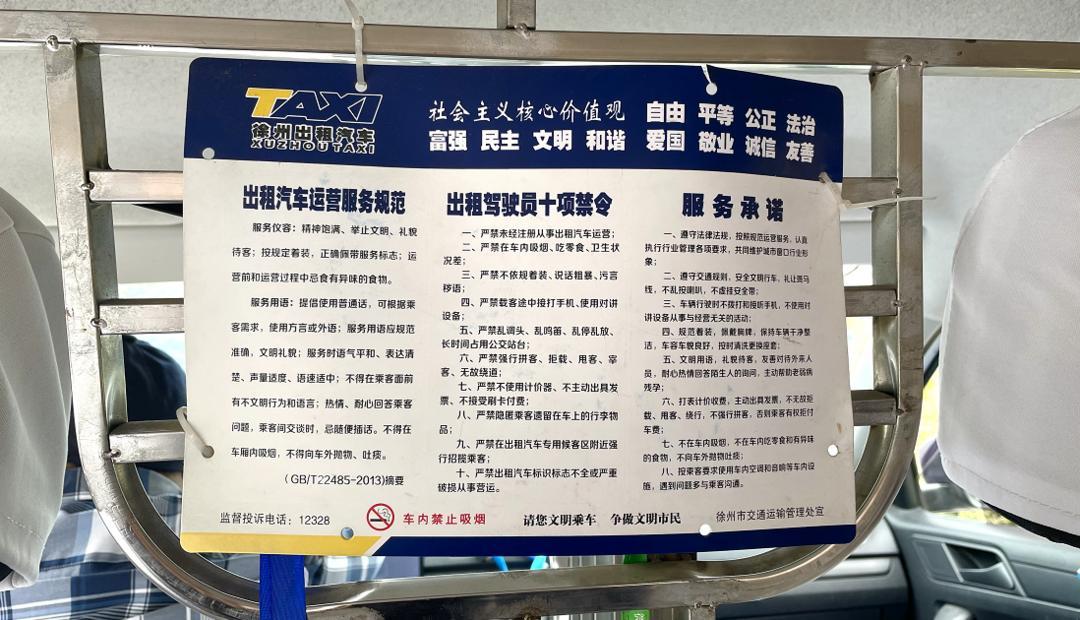 TAXI
徐州出租汽车
XUZHOU TAXI
社会主义核心价值观
富强 民主 文明 和谐
自由 平等 公正 法治
爱国 敬业 诚信 友善
出租汽车运营服务规范
服务仪容：精神饱满、举止文明、礼貌
待客；按规定着装，正确佩带服务标志；运
营前和运营过程中忌食有异味的食物。
服务用语：提倡使用普通话，可根据乘
客需求，使用方言或外语；服务用语应规范
准确，文明礼貌；服务时语气平和、表达清
楚、声量适度、语速适中；不得在乘客面前
有不文明行为和语言；热情、耐心回答乘客
问题，乘客间交谈时，忌随便插话。不得在
车厢内吸烟，不得向车外抛物、吐痰。
（GB/T22485-2013)摘要
出租驾驶员十项禁令
一、严禁未经注册从事出租汽车运营；
二、严禁在车内吸烟、吃零食、卫生状
况差；
三、严禁不依规着装、说话粗暴、污言
秽语；
四、严禁载客途中接打手机、使用对讲
设备；
五、严禁乱调头、乱鸣笛、乱停乱放、
长时间占用公交站台；
六、严禁强行拼客、拒载、甩客、宰
客、无故绕道；
七、严禁不使用计价器、不主动出具发
票、不接受刷卡付费；
八、严禁隐匿乘客遗留在车上的行李物
品；
九、严禁在出租汽车专用候客区附近强
行招揽乘客；
十、严禁出租汽车标识标志不全或严重
破损从事营运。
服务承诺
一、遵守法律法规，按照规范运营服务，认真
执行行业管理各项要求，共同维护城市窗口行业形
象；
二、遵守交通规则，安全文明行车，礼让斑马
线，不乱按喇叭，不虚挂安全带；
三、车辆行驶时不拨打和接听手机，不使用对
讲设备从事与经营无关的活动；
四、规范着装，佩戴胸牌，保持车辆干净整
洁，车容车貌良好，按时清洗更换座套；
五、文明用语，礼貌待客，友善对待外来人
员，耐心热情回答陌生人的询问，主动帮助老弱病
残孕；
六、打表计价收费，主动出具发票，不无故拒
载、甩客、绕行，不强行拼客，否则乘客有权拒付
车费；
七、不在车内吸烟，不在车内吃零食和有异味
的食物，不向车外抛物吐痰；
八、按乘客要求使用车内空调和音响等车内设
施，遇到问题多与乘客沟通。
监督投诉电话：12328
车内禁止吸烟
请您文明乘车 争做文明市民
徐州市交通运输管理处宣